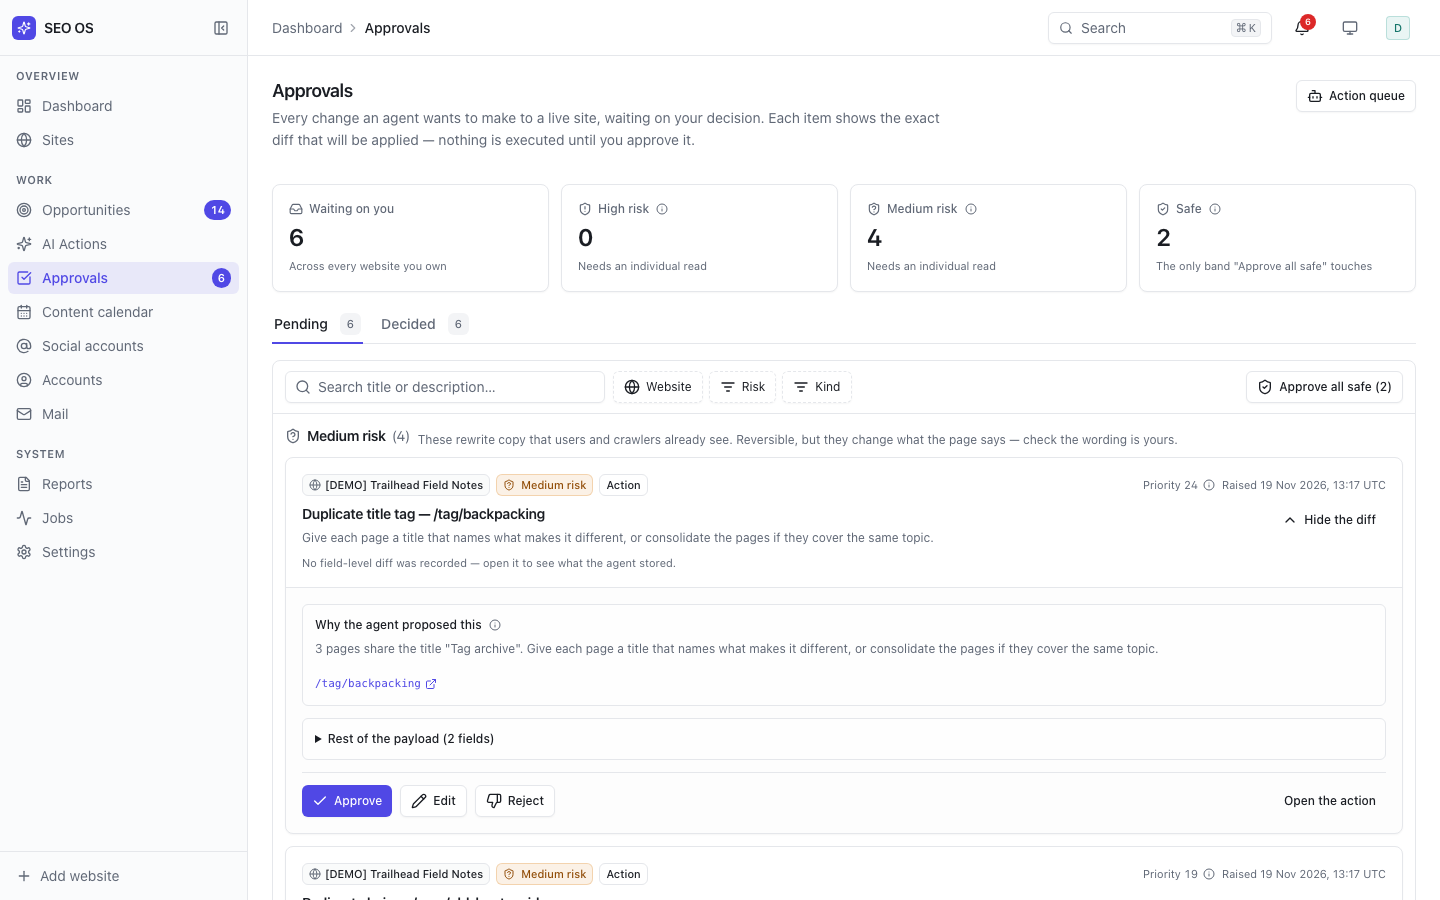 SEO OS
Dashboard > Approvals
Search
⌘ K
6
D
OVERVIEW
Dashboard
Sites
WORK
Opportunities 14
AI Actions
Approvals 6
Content calendar
Social accounts
Accounts
Mail
SYSTEM
Reports
Jobs
Settings
Add website
Approvals
Every change an agent wants to make to a live site, waiting on your decision. Each item shows the exact
diff that will be applied — nothing is executed until you approve it.
Action queue
Waiting on you
6
Across every website you own
High risk
0
Needs an individual read
Medium risk
4
Needs an individual read
Safe
2
The only band "Approve all safe" touches
Pending 6
Decided 6
Search title or description...
Website
Risk
Kind
Approve all safe (2)
Medium risk (4) These rewrite copy that users and crawlers already see. Reversible, but they change what the page says — check the wording is yours.
[DEMO] Trailhead Field Notes Medium risk Action
Priority 24 Raised 19 Nov 2026, 13:17 UTC
Duplicate title tag — /tag/backpacking
Hide the diff
Give each page a title that names what makes it different, or consolidate the pages if they cover the same topic.
No field-level diff was recorded — open it to see what the agent stored.
Why the agent proposed this
3 pages share the title "Tag archive". Give each page a title that names what makes it different, or consolidate the pages if they cover the same topic.
/tag/backpacking
Rest of the payload (2 fields)
Approve
Edit
Reject
Open the action
[DEMO] Trailhead Field Notes Medium risk Action
Priority 19 Raised 19 Nov 2026, 13:17 UTC